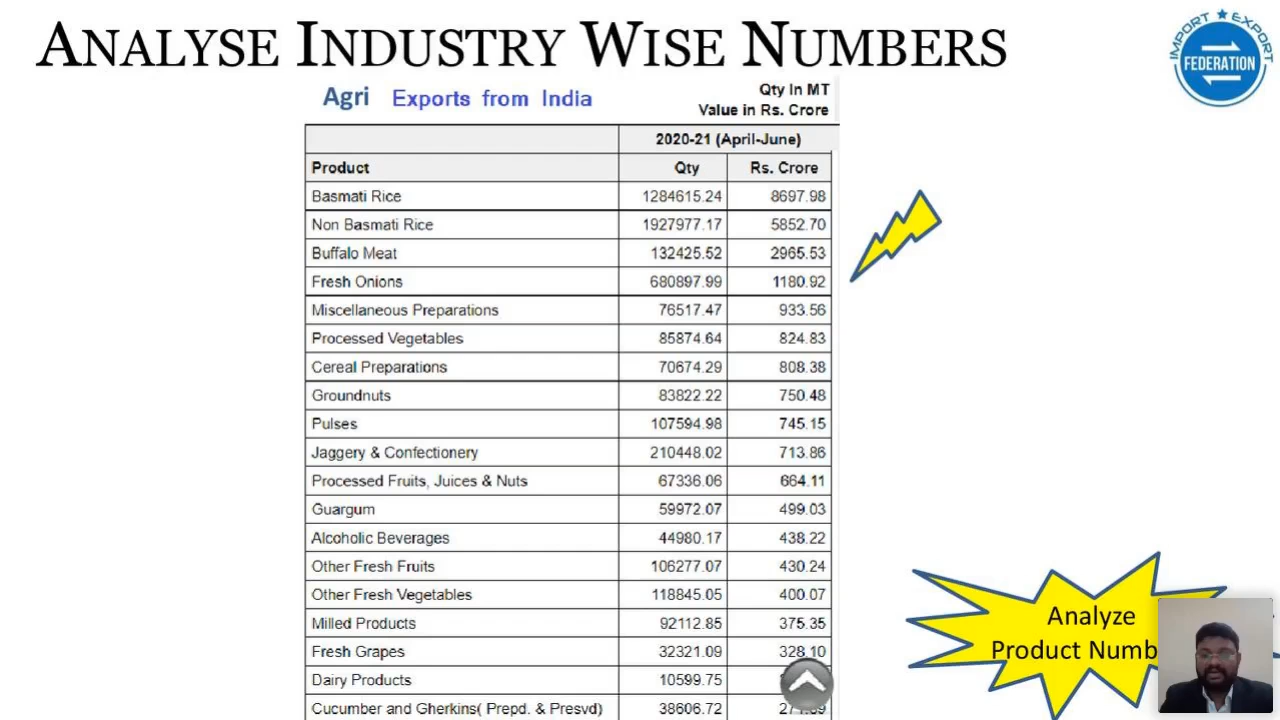 ANALYSE INDUSTRY WISE NUMBERS
IMPORT EXPORT
FEDERATION
Agri Exports from India
Qty In MT
Value in Rs. Crore
2020-21 (April-June)
Product Qty Rs. Crore
Basmati Rice 1284615.24 8697.98
Non Basmati Rice 1927977.17 5852.70
Buffalo Meat 132425.52 2965.53
Fresh Onions 680897.99 1180.92
Miscellaneous Preparations 76517.47 933.56
Processed Vegetables 85874.64 824.83
Cereal Preparations 70674.29 808.38
Groundnuts 83822.22 750.48
Pulses 107594.98 745.15
Jaggery & Confectionery 210448.02 713.86
Processed Fruits, Juices & Nuts 67336.06 664.11
Guargum 59972.07 499.03
Alcoholic Beverages 44980.17 438.22
Other Fresh Fruits 106277.07 430.24
Other Fresh Vegetables 118845.05 400.07
Milled Products 92112.85 375.35
Fresh Grapes 32321.09 328.10
Dairy Products 10599.75
Cucumber and Gherkins( Prepd. & Presvd) 38606.72
Analyze
Product Numb